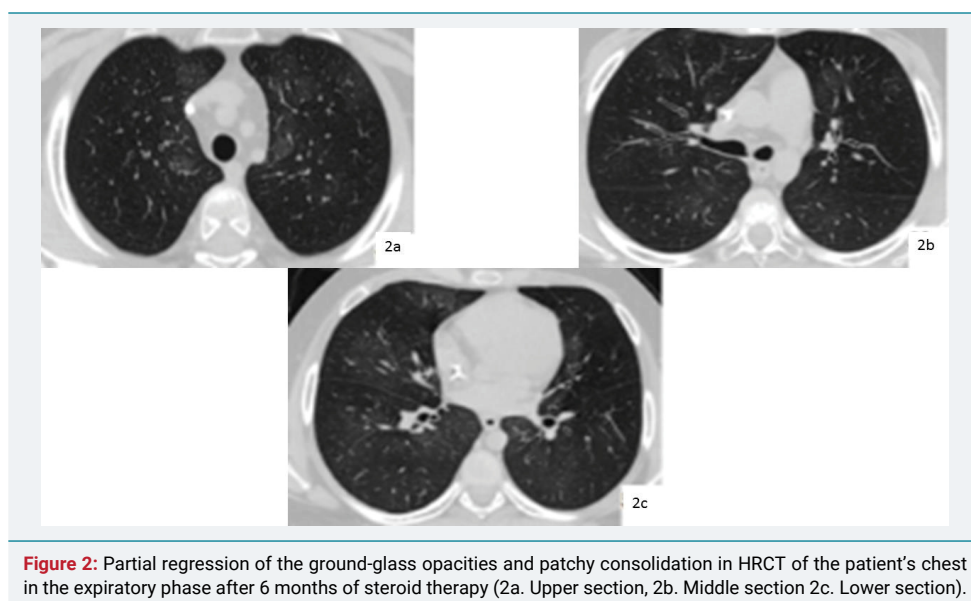 2a
2b
2c
Figure 2: Partial regression of the ground-glass opacities and patchy consolidation in HRCT of the patient's chest
in the expiratory phase after 6 months of steroid therapy (2a. Upper section, 2b. Middle section 2c. Lower section).